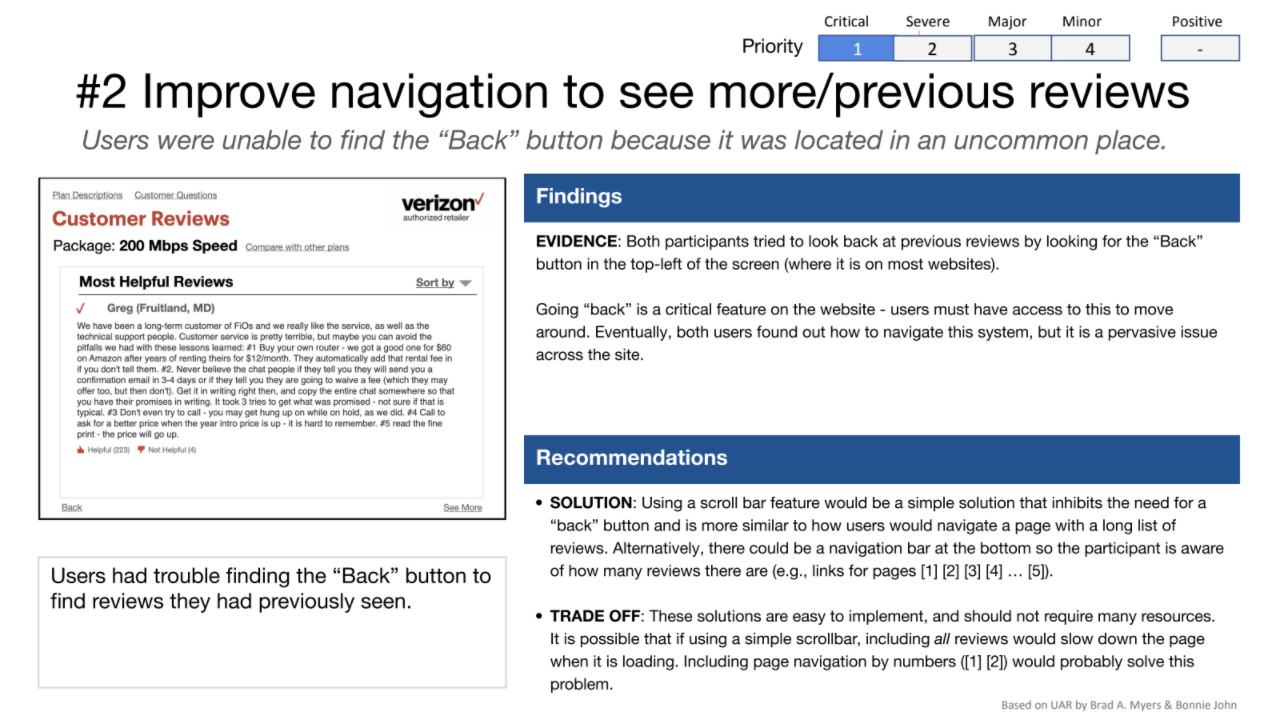 Critical Severe Major Minor Positive
Priority 1 2 3 4 -
#2 Improve navigation to see more/previous reviews
Users were unable to find the “Back” button because it was located in an uncommon place.
Plan Descriptions Customer Questions
verizon✓
authorized retailer
Customer Reviews
Package: 200 Mbps Speed Compare with other plans
Most Helpful Reviews Sort by
Greg (Fruitland, MD)
We have been a long-term customer of FiOs and we really like the service, as well as the
technical support people. Customer service is pretty terrible, but maybe you can avoid the
pitfalls we had with these lessons learned: #1 Buy your own router - we got a good one for $60
on Amazon after years of renting theirs for $12/month. They automatically add that rental fee in
if you don't tell them. #2. Never believe the chat people if they tell you they will send you a
confirmation email in 3-4 days or if they tell you they are going to waive a fee (which they may
offer too, but then don't). Get it in writing right then, and copy the entire chat somewhere so that
you have their promises in writing. It took 3 tries to get what was promised - not sure if that is
typical. #3 Don't even try to call - you may get hung up on while on hold, as we did. #4 Call to
ask for a better price when the year intro price is up - it is hard to remember. #5 read the fine
print - the price will go up.
Helpful (223) Not Helpful (4)
Back See More
Users had trouble finding the “Back” button to
find reviews they had previously seen.
Findings
EVIDENCE: Both participants tried to look back at previous reviews by looking for the “Back”
button in the top-left of the screen (where it is on most websites).
Going “back” is a critical feature on the website - users must have access to this to move
around. Eventually, both users found out how to navigate this system, but it is a pervasive issue
across the site.
Recommendations
• SOLUTION: Using a scroll bar feature would be a simple solution that inhibits the need for a
“back” button and is more similar to how users would navigate a page with a long list of
reviews. Alternatively, there could be a navigation bar at the bottom so the participant is aware
of how many reviews there are (e.g., links for pages [1] [2] [3] [4] … [5]).
• TRADE OFF: These solutions are easy to implement, and should not require many resources.
It is possible that if using a simple scrollbar, including all reviews would slow down the page
when it is loading. Including page navigation by numbers ([1] [2]) would probably solve this
problem.
Based on UAR by Brad A. Myers & Bonnie John